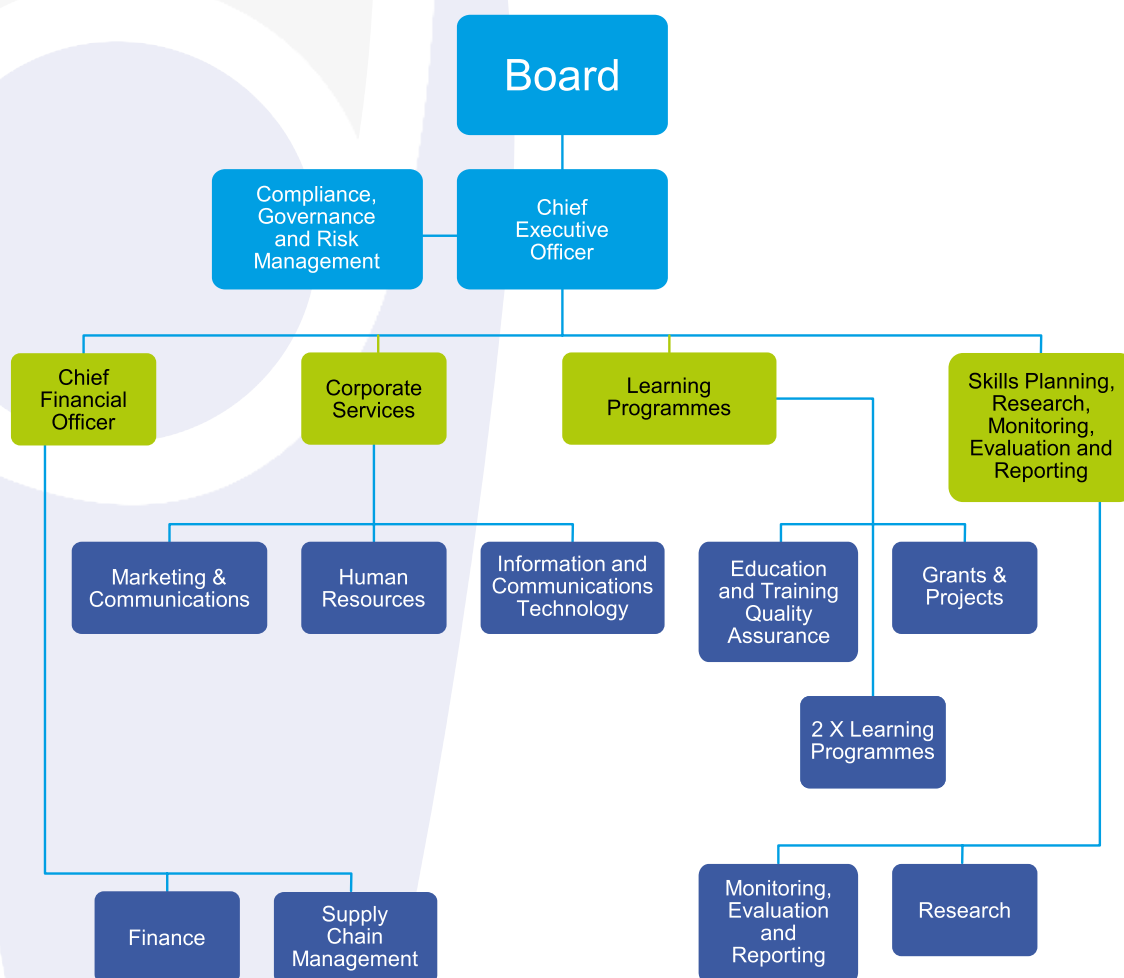 Board
Compliance,
Governance
and Risk
Management
Chief
Executive
Officer
Chief
Financial
Officer
Corporate
Services
Learning
Programmes
Skills Planning,
Research,
Monitoring,
Evaluation and
Reporting
Marketing &
Communications
Human
Resources
Information and
Communications
Technology
Education
and Training
Quality
Assurance
Grants &
Projects
2 X Learning
Programmes
Finance
Supply
Chain
Management
Monitoring,
Evaluation
and
Reporting
Research